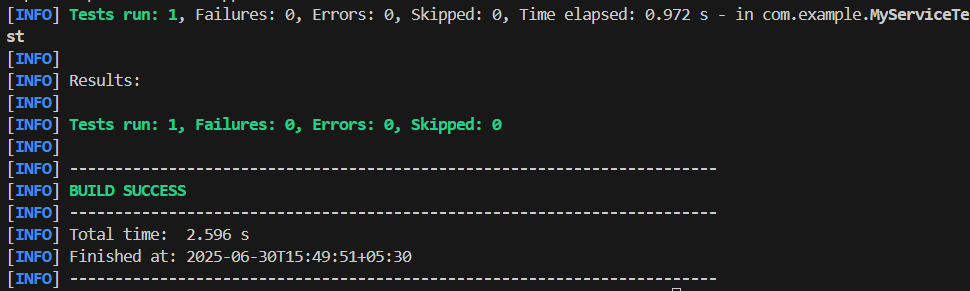 [INFO] Tests run: 1, Failures: 0, Errors: 0, Skipped: 0, Time elapsed: 0.972 s - in com.example.MyServiceTe
st
[INFO]
[INFO] Results:
[INFO]
[INFO] Tests run: 1, Failures: 0, Errors: 0, Skipped: 0
[INFO]
[INFO] ------------------------------------------------------------------------
[INFO] BUILD SUCCESS
[INFO] ------------------------------------------------------------------------
[INFO] Total time:  2.596 s
[INFO] Finished at: 2025-06-30T15:49:51+05:30
[INFO] ------------------------------------------------------------------------